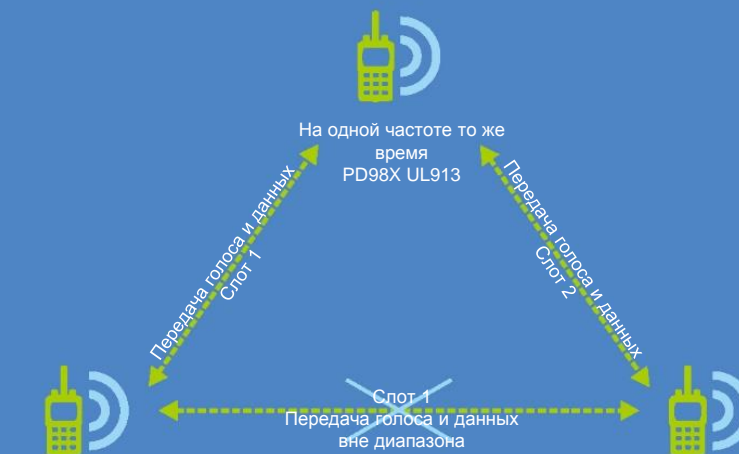 На одной частоте то же
время
PD98X UL913
Передача голоса и данных
Слот 1
Передача голоса и данных
Слот 2
Слот 1
Передача голоса и данных
вне диапазона